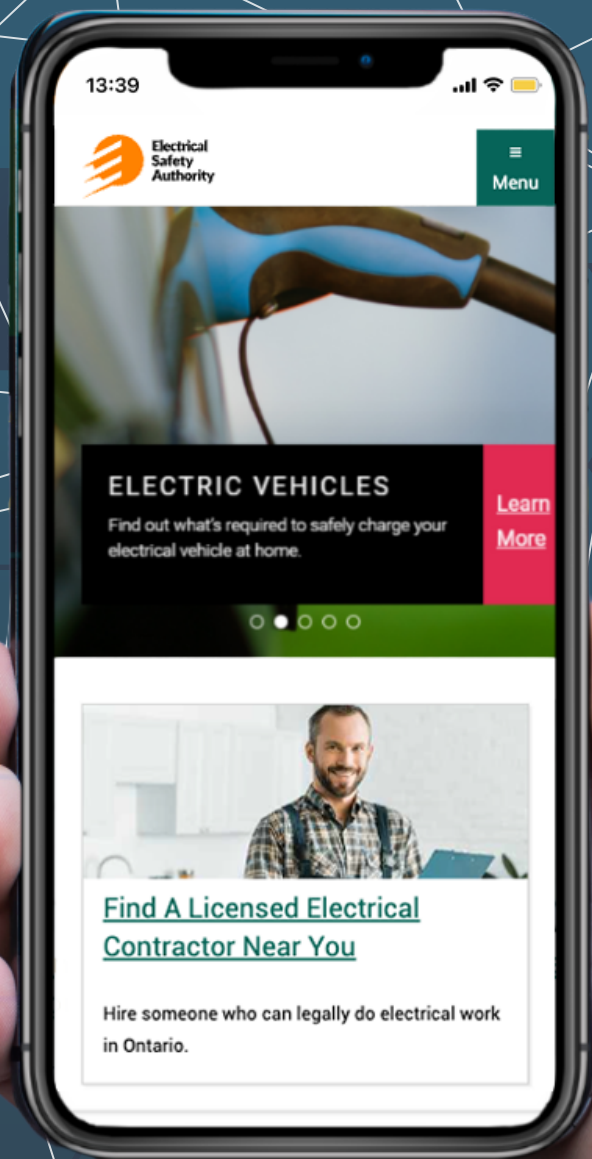 13:39
Electrical
Safety
Authority
≡
Menu
ELECTRIC VEHICLES
Find out what's required to safely charge your
electrical vehicle at home.
Learn
More
Find A Licensed Electrical
Contractor Near You
Hire someone who can legally do electrical work
in Ontario.